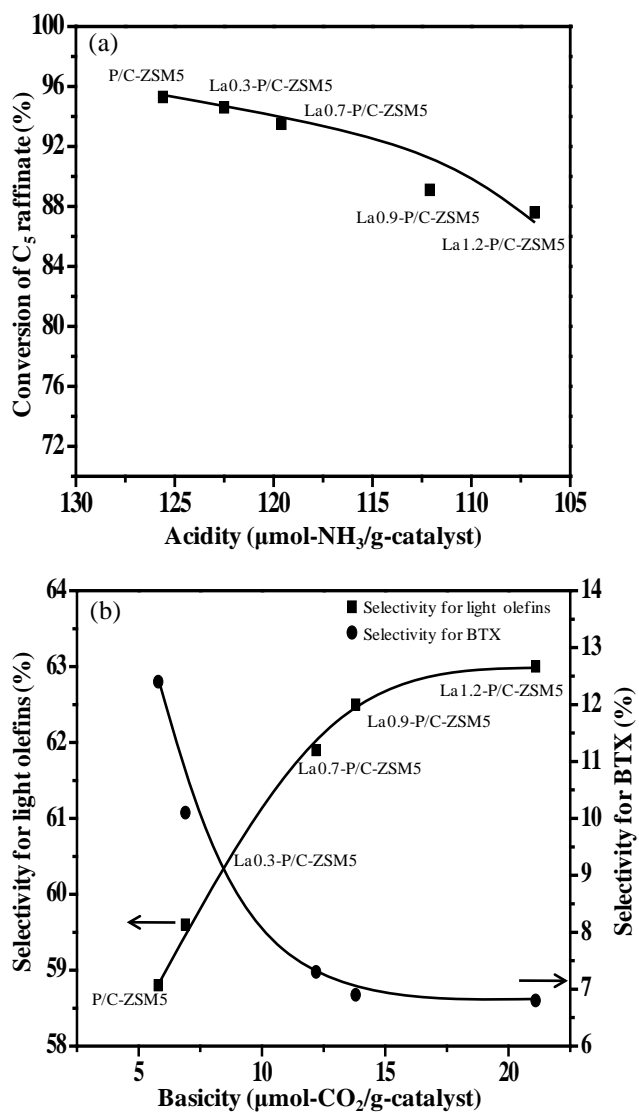 (a)
100
96
92
88
84
80
76
72
Conversion of C₅ raffinate (%)
P/C-ZSM5
La0.3-P/C-ZSM5
La0.7-P/C-ZSM5
La0.9-P/C-ZSM5
La1.2-P/C-ZSM5
130 125 120 115 110 105
Acidity (μmol-NH₃/g-catalyst)
(b)
64
63
62
61
60
59
58
Selectivity for light olefins (%)
Selectivity for light olefins
Selectivity for BTX
La1.2-P/C-ZSM5
La0.9-P/C-ZSM5
La0.7-P/C-ZSM5
La0.3-P/C-ZSM5
P/C-ZSM5
14
13
12
11
10
9
8
7
6
Selectivity for BTX (%)
5 10 15 20
Basicity (μmol-CO₂/g-catalyst)